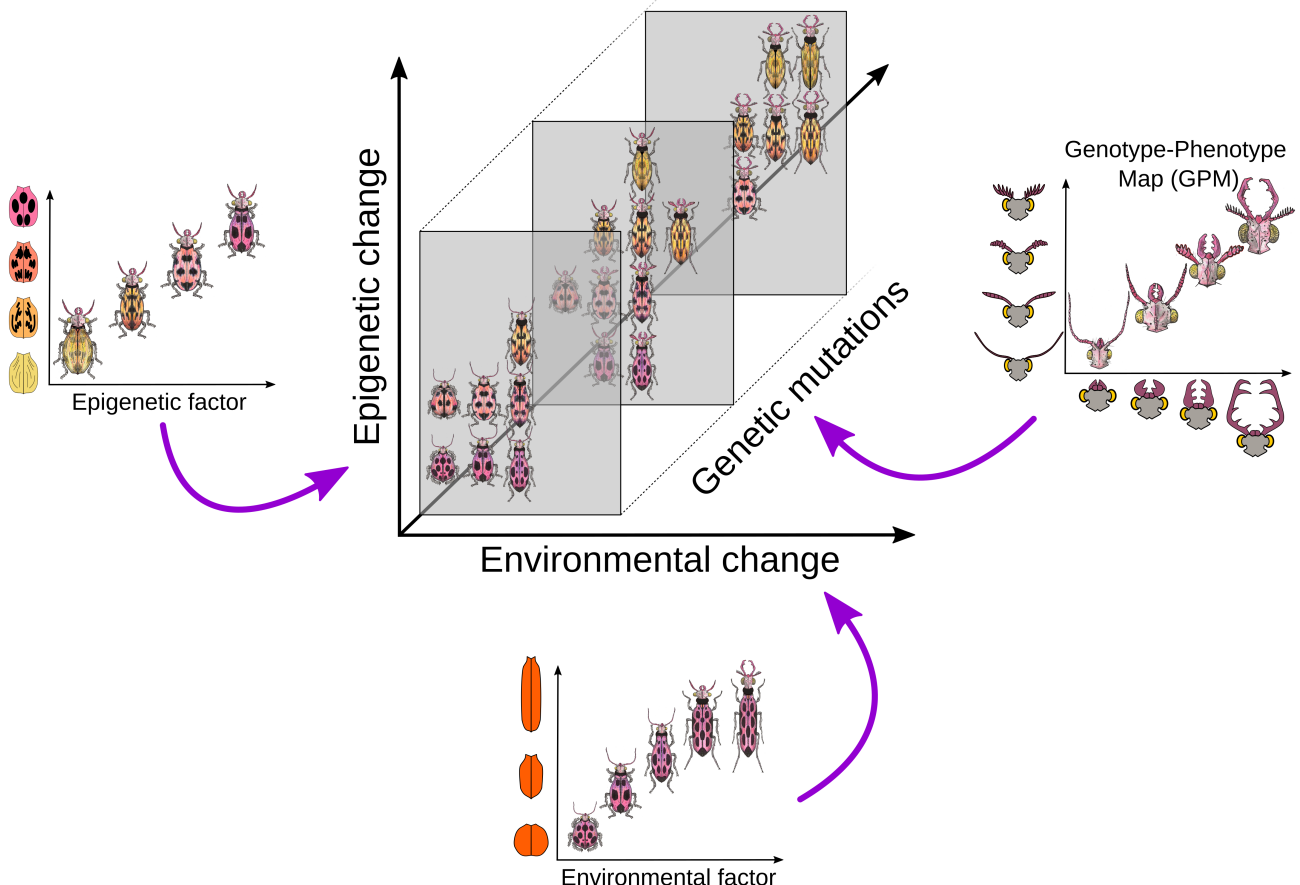 Epigenetic change
Genetic mutations
Environmental change
Epigenetic factor
Genotype-Phenotype
Map (GPM)
Environmental factor